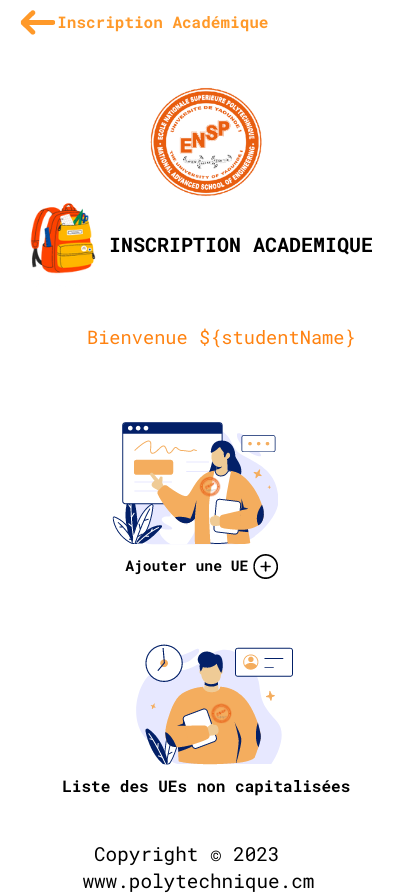 Inscription Académique
ECOLE NATIONALE SUPERIEURE POLYTECHNIQUE
UNIVERSITE DE YAOUNDE I
ENSP
THE UNIVERSITY OF YAOUNDE I
NATIONAL ADVANCED SCHOOL OF ENGINEERING
INSCRIPTION ACADEMIQUE
Bienvenue ${studentName}
Ajouter une UE
Liste des UEs non capitalisées
Copyright © 2023
www.polytechnique.cm